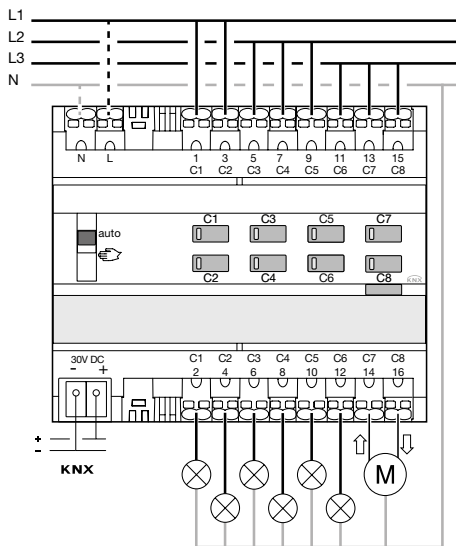 L1
L2
L3
N
N L 1 3 5 7 9 11 13 15
C1 C2 C3 C4 C5 C6 C7 C8
auto
C1 C3 C5 C7
C2 C4 C6 C8
KNX
30V DC
- +
C1 C2 C3 C4 C5 C6 C7 C8
2 4 6 8 10 12 14 16
+
-
KNX
M